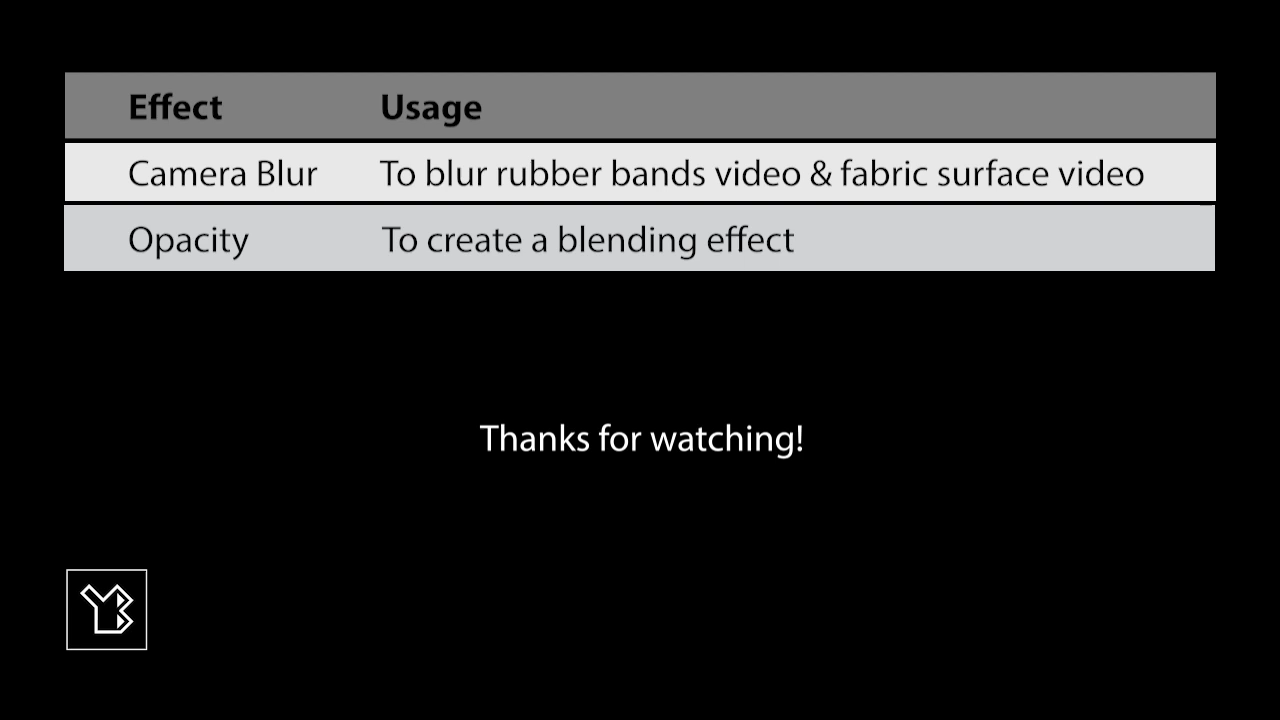 Effect Usage
Camera Blur To blur rubber bands video & fabric surface video
Opacity To create a blending effect
Thanks for watching!